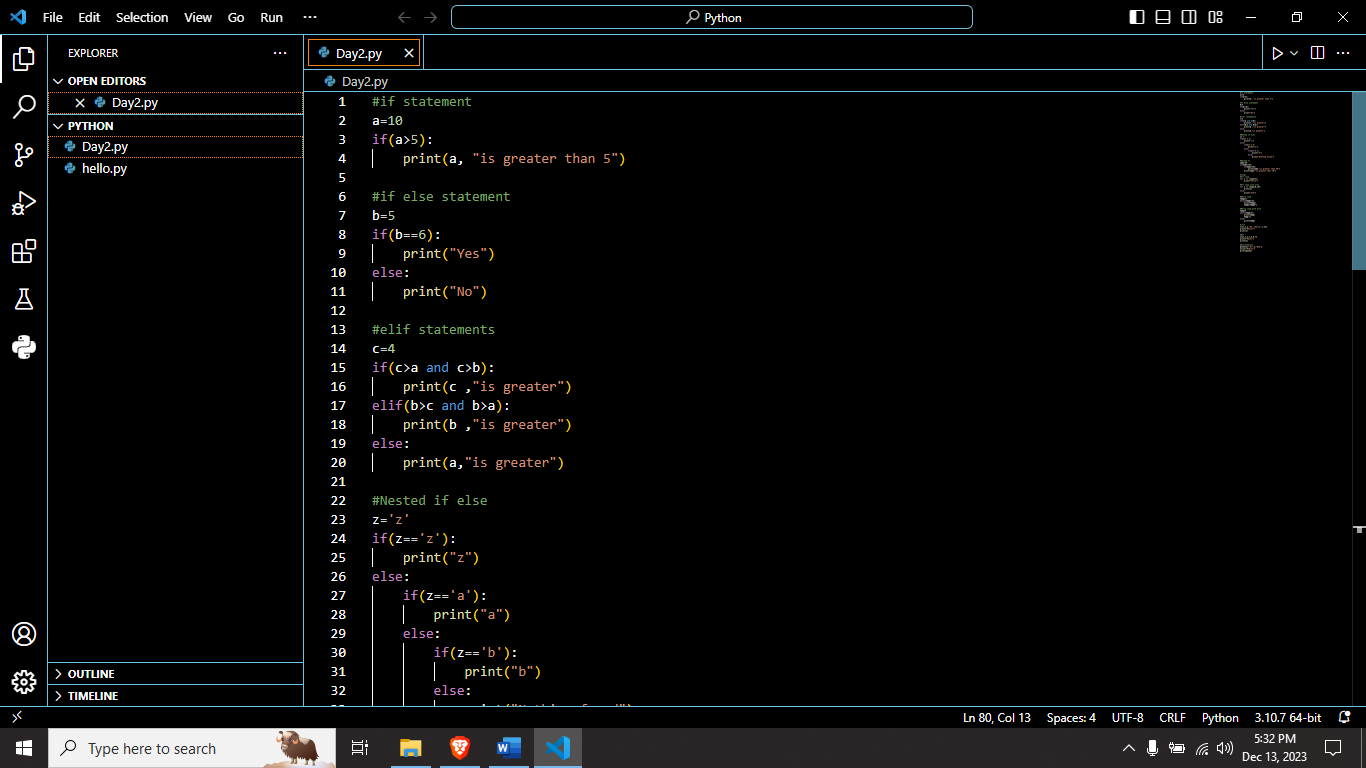 File Edit Selection View Go Run ···
Python
EXPLORER ···
OPEN EDITORS
Day2.py
PYTHON
Day2.py
hello.py
OUTLINE
TIMELINE
Day2.py
Day2.py
1 #if statement
2 a=10
3 if(a>5):
4     print(a, "is greater than 5")
5
6 #if else statement
7 b=5
8 if(b==6):
9     print("Yes")
10 else:
11     print("No")
12
13 #elif statements
14 c=4
15 if(c>a and c>b):
16     print(c ,"is greater")
17 elif(b>c and b>a):
18     print(b ,"is greater")
19 else:
20     print(a,"is greater")
21
22 #Nested if else
23 z='z'
24 if(z=='z'):
25     print("z")
26 else:
27     if(z=='a'):
28         print("a")
29     else:
30         if(z=='b'):
31             print("b")
32         else:
Ln 80, Col 13 Spaces: 4 UTF-8 CRLF Python 3.10.7 64-bit
Type here to search
5:32 PM
Dec 13, 2023